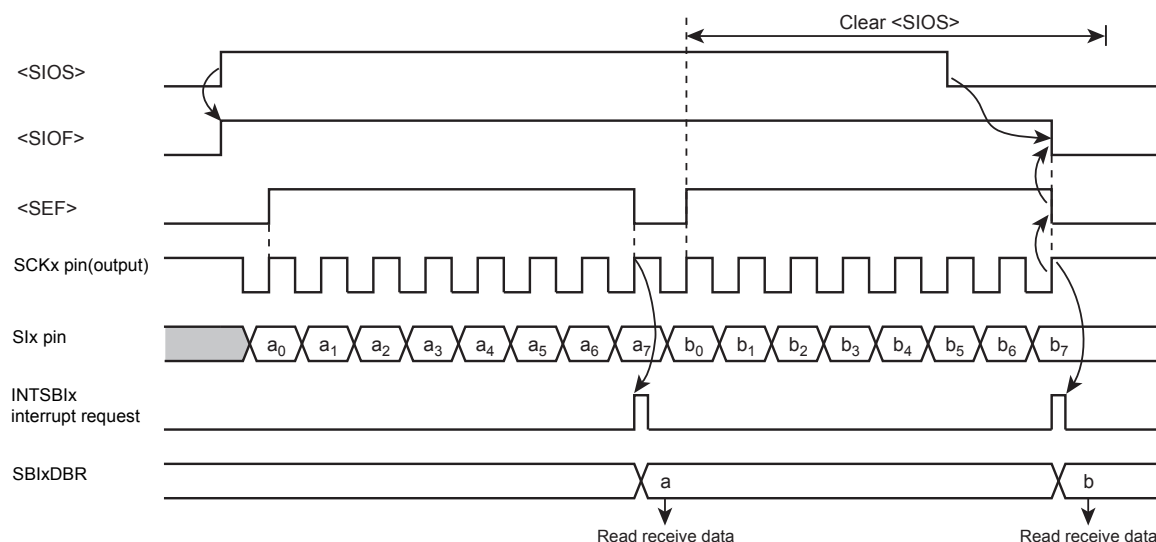 Clear <SIOS>
<SIOS>
<SIOF>
<SEF>
SCKx pin(output)
SIx pin
a0 a1 a2 a3 a4 a5 a6 a7 b0 b1 b2 b3 b4 b5 b6 b7
INTSBIx
interrupt request
SBIxDBR
a b
Read receive data Read receive data